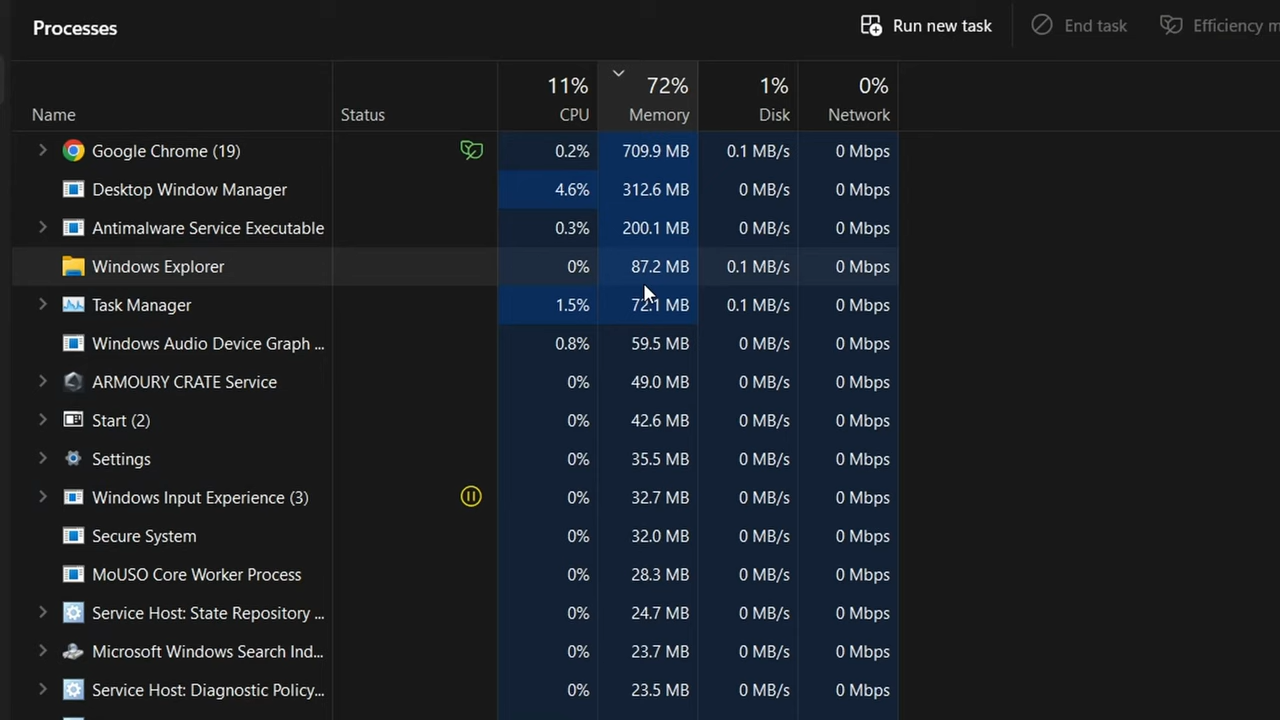 Processes
Run new task
End task
Efficiency m
11% 72% 1% 0%
Name Status CPU Memory Disk Network
Google Chrome (19) 0.2% 709.9 MB 0.1 MB/s 0 Mbps
Desktop Window Manager 4.6% 312.6 MB 0 MB/s 0 Mbps
Antimalware Service Executable 0.3% 200.1 MB 0 MB/s 0 Mbps
Windows Explorer 0% 87.2 MB 0.1 MB/s 0 Mbps
Task Manager 1.5% 72.1 MB 0.1 MB/s 0 Mbps
Windows Audio Device Graph ... 0.8% 59.5 MB 0 MB/s 0 Mbps
ARMOURY CRATE Service 0% 49.0 MB 0 MB/s 0 Mbps
Start (2) 0% 42.6 MB 0 MB/s 0 Mbps
Settings 0% 35.5 MB 0 MB/s 0 Mbps
Windows Input Experience (3) 0% 32.7 MB 0 MB/s 0 Mbps
Secure System 0% 32.0 MB 0 MB/s 0 Mbps
MoUSO Core Worker Process 0% 28.3 MB 0 MB/s 0 Mbps
Service Host: State Repository ... 0% 24.7 MB 0 MB/s 0 Mbps
Microsoft Windows Search Ind... 0% 23.7 MB 0 MB/s 0 Mbps
Service Host: Diagnostic Policy... 0% 23.5 MB 0 MB/s 0 Mbps